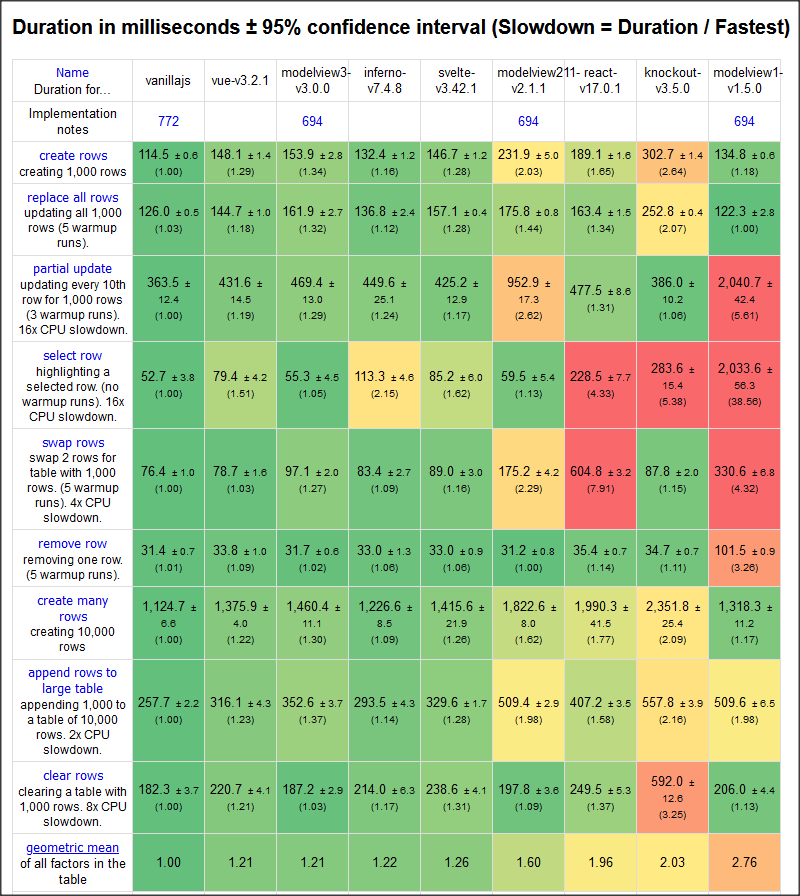 Duration in milliseconds ± 95% confidence interval (Slowdown = Duration / Fastest)
Name
Duration for...
vanillajs
vue-v3.2.1
modelview3-
v3.0.0
inferno-
v7.4.8
svelte-
v3.42.1
modelview211-
v2.1.1
react-
v17.0.1
knockout-
v3.5.0
modelview1-
v1.5.0
Implementation
notes
772
694
694
694
create rows
creating 1,000 rows
114.5 ± 0.6
(1.00)
148.1 ± 1.4
(1.29)
153.9 ± 2.8
(1.34)
132.4 ± 1.2
(1.16)
146.7 ± 1.2
(1.28)
231.9 ± 5.0
(2.03)
189.1 ± 1.6
(1.65)
302.7 ± 1.4
(2.64)
134.8 ± 0.6
(1.18)
replace all rows
updating all 1,000
rows (5 warmup
runs).
126.0 ± 0.5
(1.03)
144.7 ± 1.0
(1.18)
161.9 ± 2.7
(1.32)
136.8 ± 2.4
(1.12)
157.1 ± 0.4
(1.28)
175.8 ± 0.8
(1.44)
163.4 ± 1.5
(1.34)
252.8 ± 0.4
(2.07)
122.3 ± 2.8
(1.00)
partial update
updating every 10th
row for 1,000 rows
(3 warmup runs).
16x CPU slowdown.
363.5 ±
12.4
(1.00)
431.6 ±
14.5
(1.19)
469.4 ±
13.0
(1.29)
449.6 ±
25.1
(1.24)
425.2 ±
12.9
(1.17)
952.9 ±
17.3
(2.62)
477.5 ± 8.6
(1.31)
386.0 ±
10.2
(1.06)
2,040.7 ±
42.4
(5.61)
select row
highlighting a
selected row. (no
warmup runs). 16x
CPU slowdown.
52.7 ± 3.8
(1.00)
79.4 ± 4.2
(1.51)
55.3 ± 4.5
(1.05)
113.3 ± 4.6
(2.15)
85.2 ± 6.0
(1.62)
59.5 ± 5.4
(1.13)
228.5 ± 7.7
(4.33)
283.6 ±
15.4
(5.38)
2,033.6 ±
56.3
(38.56)
swap rows
swap 2 rows for
table with 1,000
rows. (5 warmup
runs). 4x CPU
slowdown.
76.4 ± 1.0
(1.00)
78.7 ± 1.6
(1.03)
97.1 ± 2.0
(1.27)
83.4 ± 2.7
(1.09)
89.0 ± 3.0
(1.16)
175.2 ± 4.2
(2.29)
604.8 ± 3.2
(7.91)
87.8 ± 2.0
(1.15)
330.6 ± 6.8
(4.32)
remove row
removing one row.
(5 warmup runs).
31.4 ± 0.7
(1.01)
33.8 ± 1.0
(1.09)
31.7 ± 0.6
(1.02)
33.0 ± 1.3
(1.06)
33.0 ± 0.9
(1.06)
31.2 ± 0.8
(1.00)
35.4 ± 0.7
(1.14)
34.7 ± 0.7
(1.11)
101.5 ± 0.9
(3.26)
create many
rows
creating 10,000
rows
1,124.7 ±
6.6
(1.00)
1,375.9 ±
4.0
(1.22)
1,460.4 ±
11.1
(1.30)
1,226.6 ±
8.5
(1.09)
1,415.6 ±
21.9
(1.26)
1,822.6 ±
8.0
(1.62)
1,990.3 ±
41.5
(1.77)
2,351.8 ±
25.4
(2.09)
1,318.3 ±
11.2
(1.17)
append rows to
large table
appending 1,000 to
a table of 10,000
rows. 2x CPU
slowdown.
257.7 ± 2.2
(1.00)
316.1 ± 4.3
(1.23)
352.6 ± 3.7
(1.37)
293.5 ± 4.3
(1.14)
329.6 ± 1.7
(1.28)
509.4 ± 2.9
(1.98)
407.2 ± 3.5
(1.58)
557.8 ± 3.9
(2.16)
509.6 ± 6.5
(1.98)
clear rows
clearing a table with
1,000 rows. 8x CPU
slowdown.
182.3 ± 3.7
(1.00)
220.7 ± 4.1
(1.21)
187.2 ± 2.9
(1.03)
214.0 ± 6.3
(1.17)
238.6 ± 4.1
(1.31)
197.8 ± 3.6
(1.09)
249.5 ± 5.3
(1.37)
592.0 ±
12.6
(3.25)
206.0 ± 4.4
(1.13)
geometric mean
of all factors in the
table
1.00
1.21
1.21
1.22
1.26
1.60
1.96
2.03
2.76